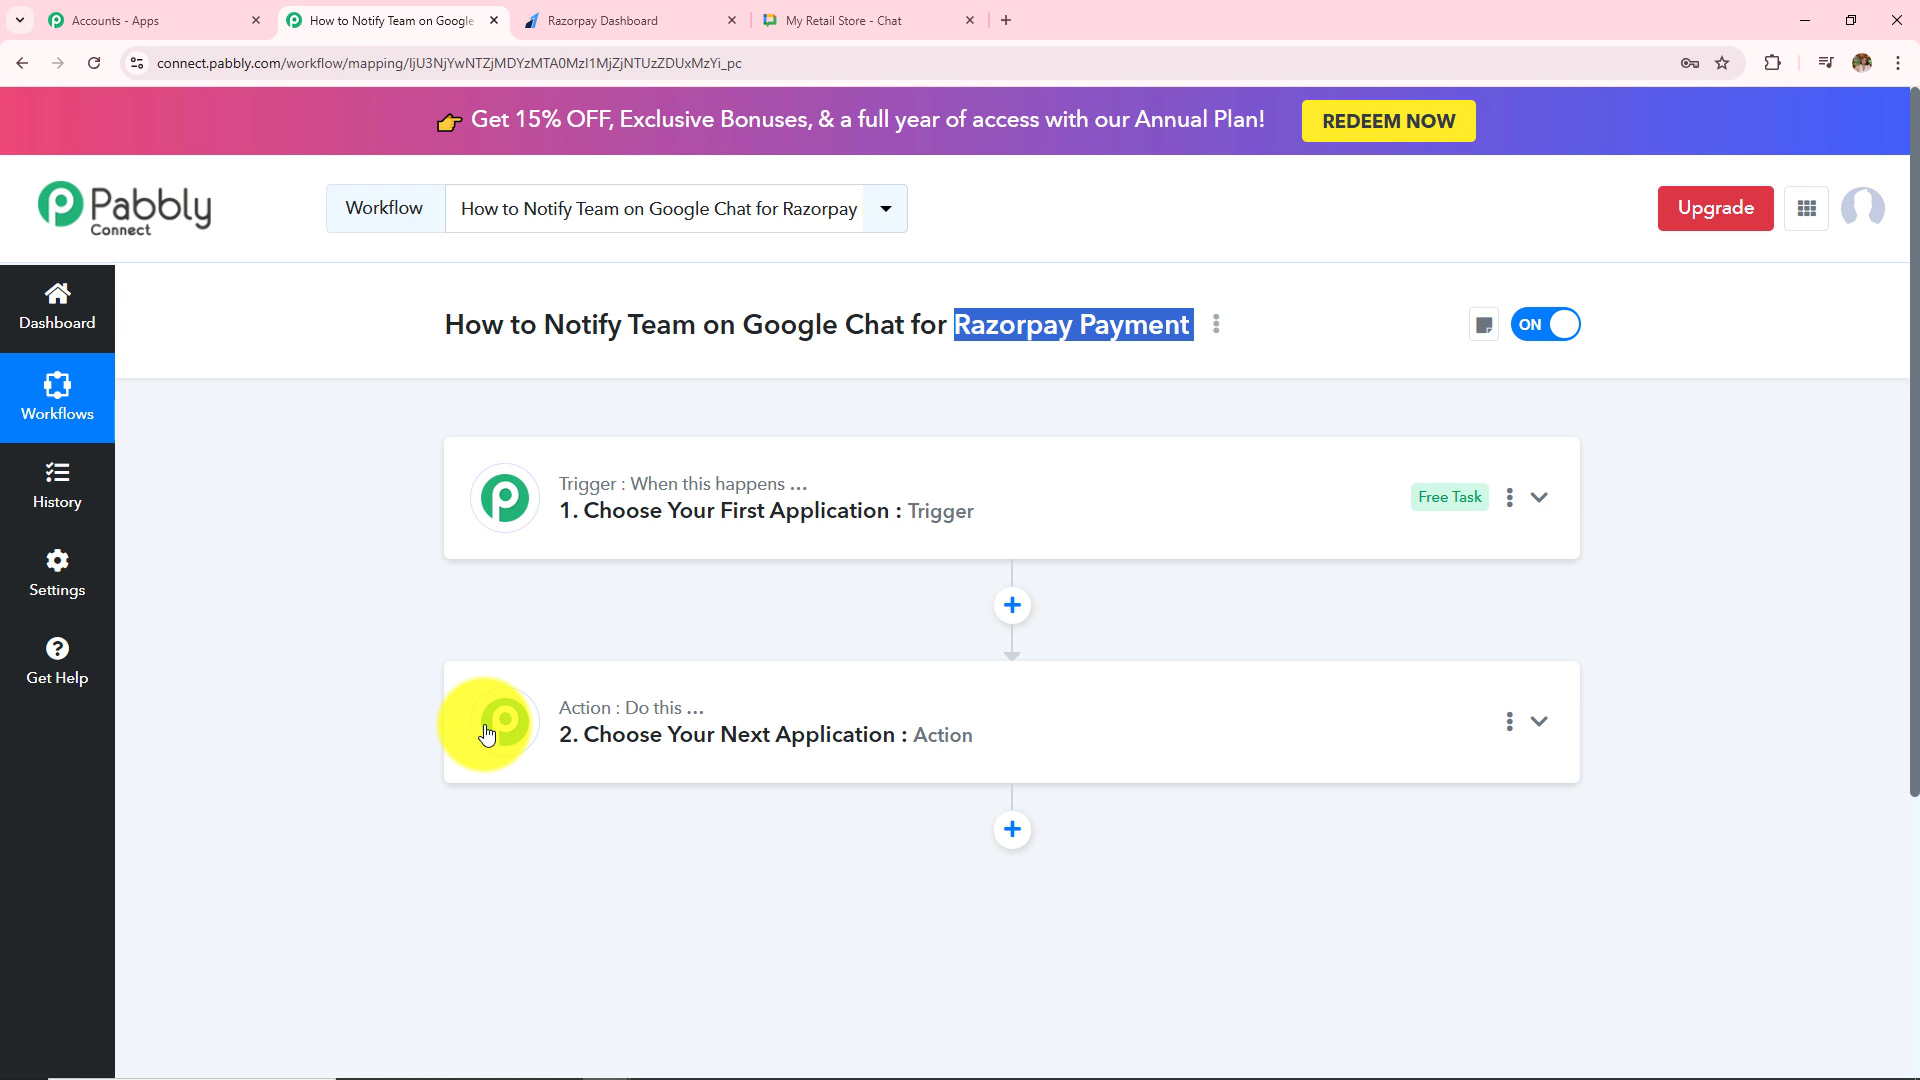 Accounts - Apps
How to Notify Team on Google
Razorpay Dashboard
My Retail Store - Chat
connect.pabbly.com/workflow/mapping/IjU3NjYwNTZjMDYzMTA0MzI1MjZjNTUzZDUxMzYi_pc
👉 Get 15% OFF, Exclusive Bonuses, & a full year of access with our Annual Plan!
REDEEM NOW
Pabbly
Connect
Workflow
How to Notify Team on Google Chat for Razorpay
Upgrade
Dashboard
Workflows
History
Settings
Get Help
How to Notify Team on Google Chat for Razorpay Payment
ON
Trigger : When this happens ...
1. Choose Your First Application : Trigger
Free Task
Action : Do this ...
2. Choose Your Next Application : Action